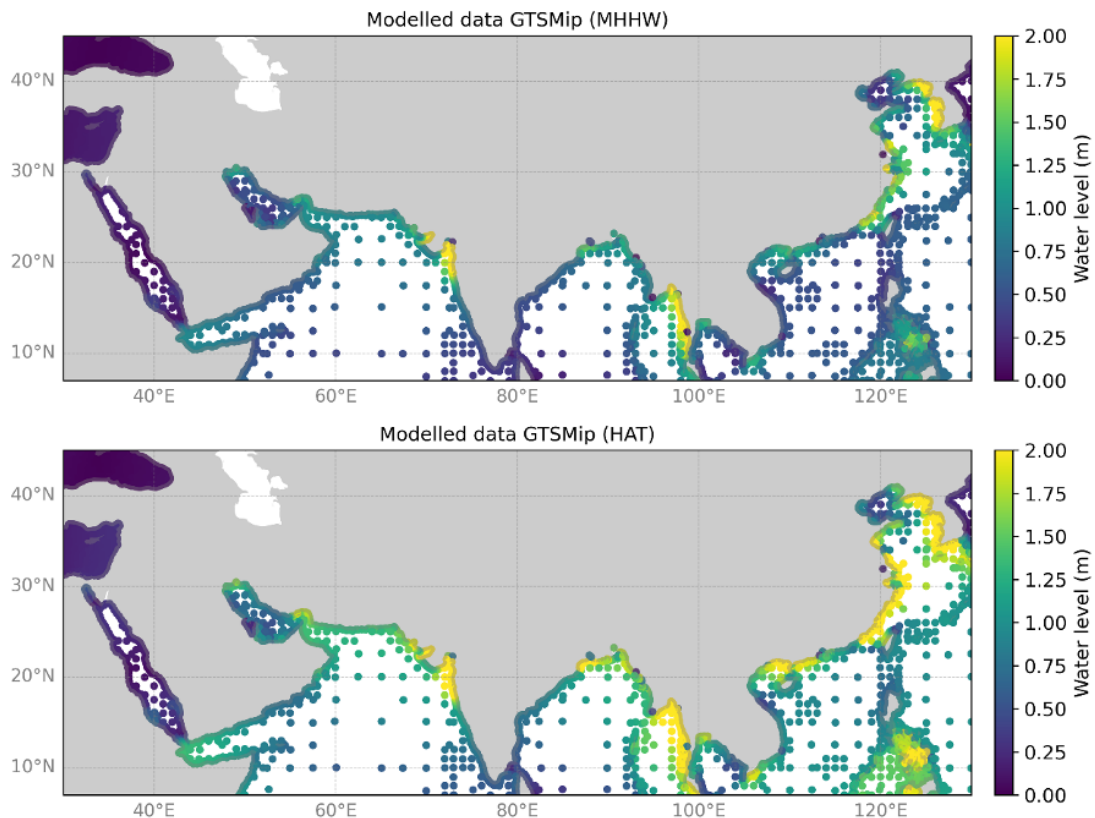 Modelled data GTSMip (MHHW)
40°N
30°N
20°N
10°N
40°E 60°E 80°E 100°E 120°E
2.00
1.75
1.50
1.25
1.00
0.75
0.50
0.25
0.00
Water level (m)
Modelled data GTSMip (HAT)
40°N
30°N
20°N
10°N
40°E 60°E 80°E 100°E 120°E
2.00
1.75
1.50
1.25
1.00
0.75
0.50
0.25
0.00
Water level (m)